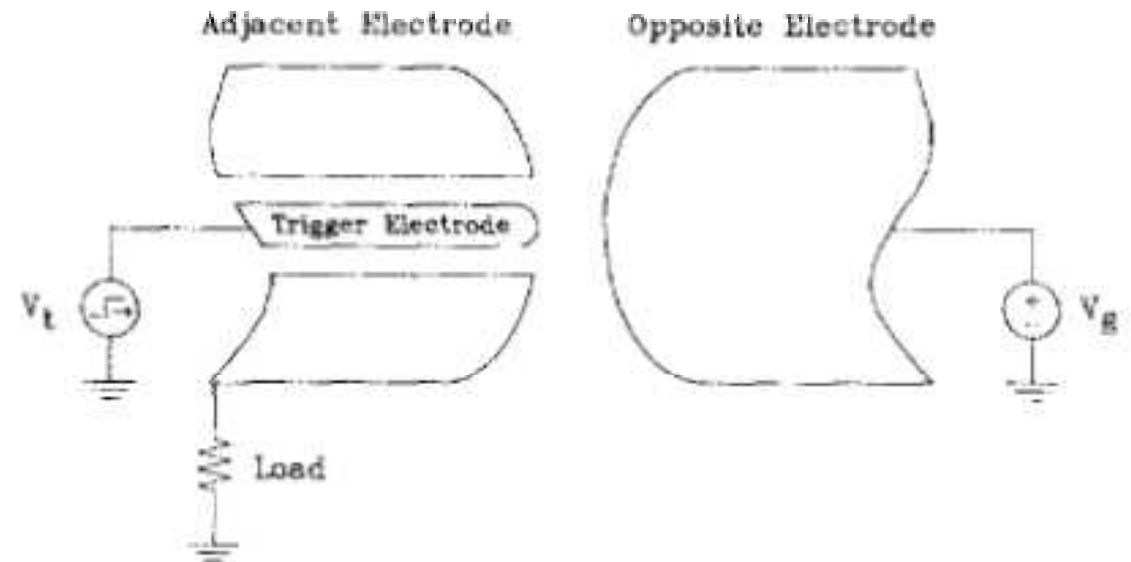 Adjacent Electrode
Opposite Electrode
Trigger Electrode
Vt
Vg
Load